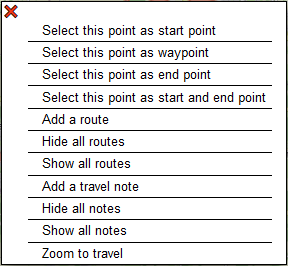 Select this point as start point
Select this point as waypoint
Select this point as end point
Select this point as start and end point
Add a route
Hide all routes
Show all routes
Add a travel note
Hide all notes
Show all notes
Zoom to travel